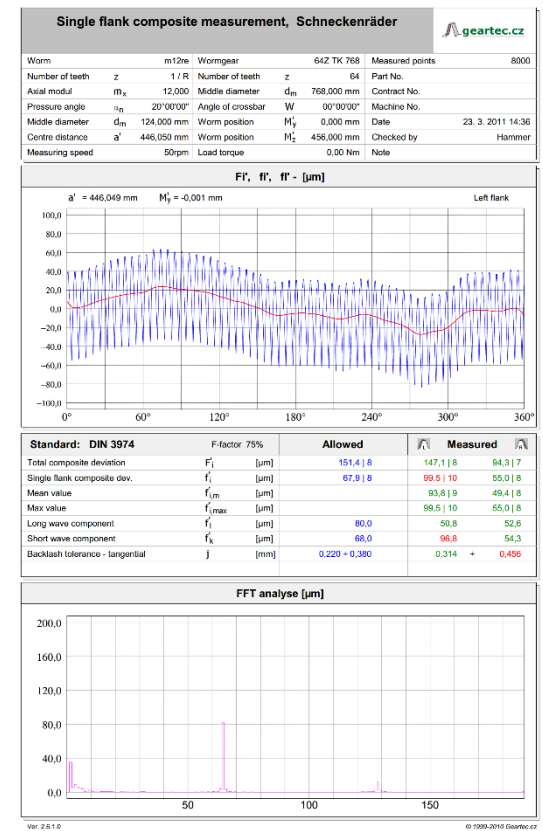 Single flank composite measurement, Schneckenräder
geartec.cz
Worm m12re Wormgear 64Z TK 768 Measured points 8000
Number of teeth z 1 / R Number of teeth z 64 Part No.
Axial modul mx 12,000 Middle diameter dm 768,000 mm Contract No.
Pressure angle αn 20°00'00" Angle of crossbar W 00°00'00" Machine No.
Middle diameter dm 124,000 mm Worm position M'y 0,000 mm Date 23. 3. 2011 14:36
Centre distance a' 446,050 mm Worm position M'z 456,000 mm Checked by Hammer
Measuring speed 50rpm Load torque 0,00 Nm Note
Fi', fi', fl' - [µm]
a' = 446,049 mm M'y = -0,001 mm Left flank
100,0
80,0
60,0
40,0
20,0
0,0
−20,0
−40,0
−60,0
−80,0
−100,0
0° 60° 120° 180° 240° 300° 360°
Standard: DIN 3974 F-factor 75% Allowed L Measured R
Total composite deviation F'i [µm] 151,4 | 8 147,1 | 8 94,3 | 7
Single flank composite dev. f'i [µm] 67,9 | 8 99,5 | 10 55,0 | 8
Mean value f'i,m [µm] 93,8 | 9 49,4 | 8
Max value f'i,max [µm] 99,5 | 10 55,0 | 8
Long wave component f'l [µm] 80,0 50,8 52,6
Short wave component f'k [µm] 68,0 96,8 54,3
Backlash tolerance - tangential j [mm] 0,220 ÷ 0,380 0,314 ÷ 0,456
FFT analyse [µm]
200,0
160,0
120,0
80,0
40,0
0,0
50 100 150
Ver. 2.6.1.0 © 1999-2010 Geartec.cz